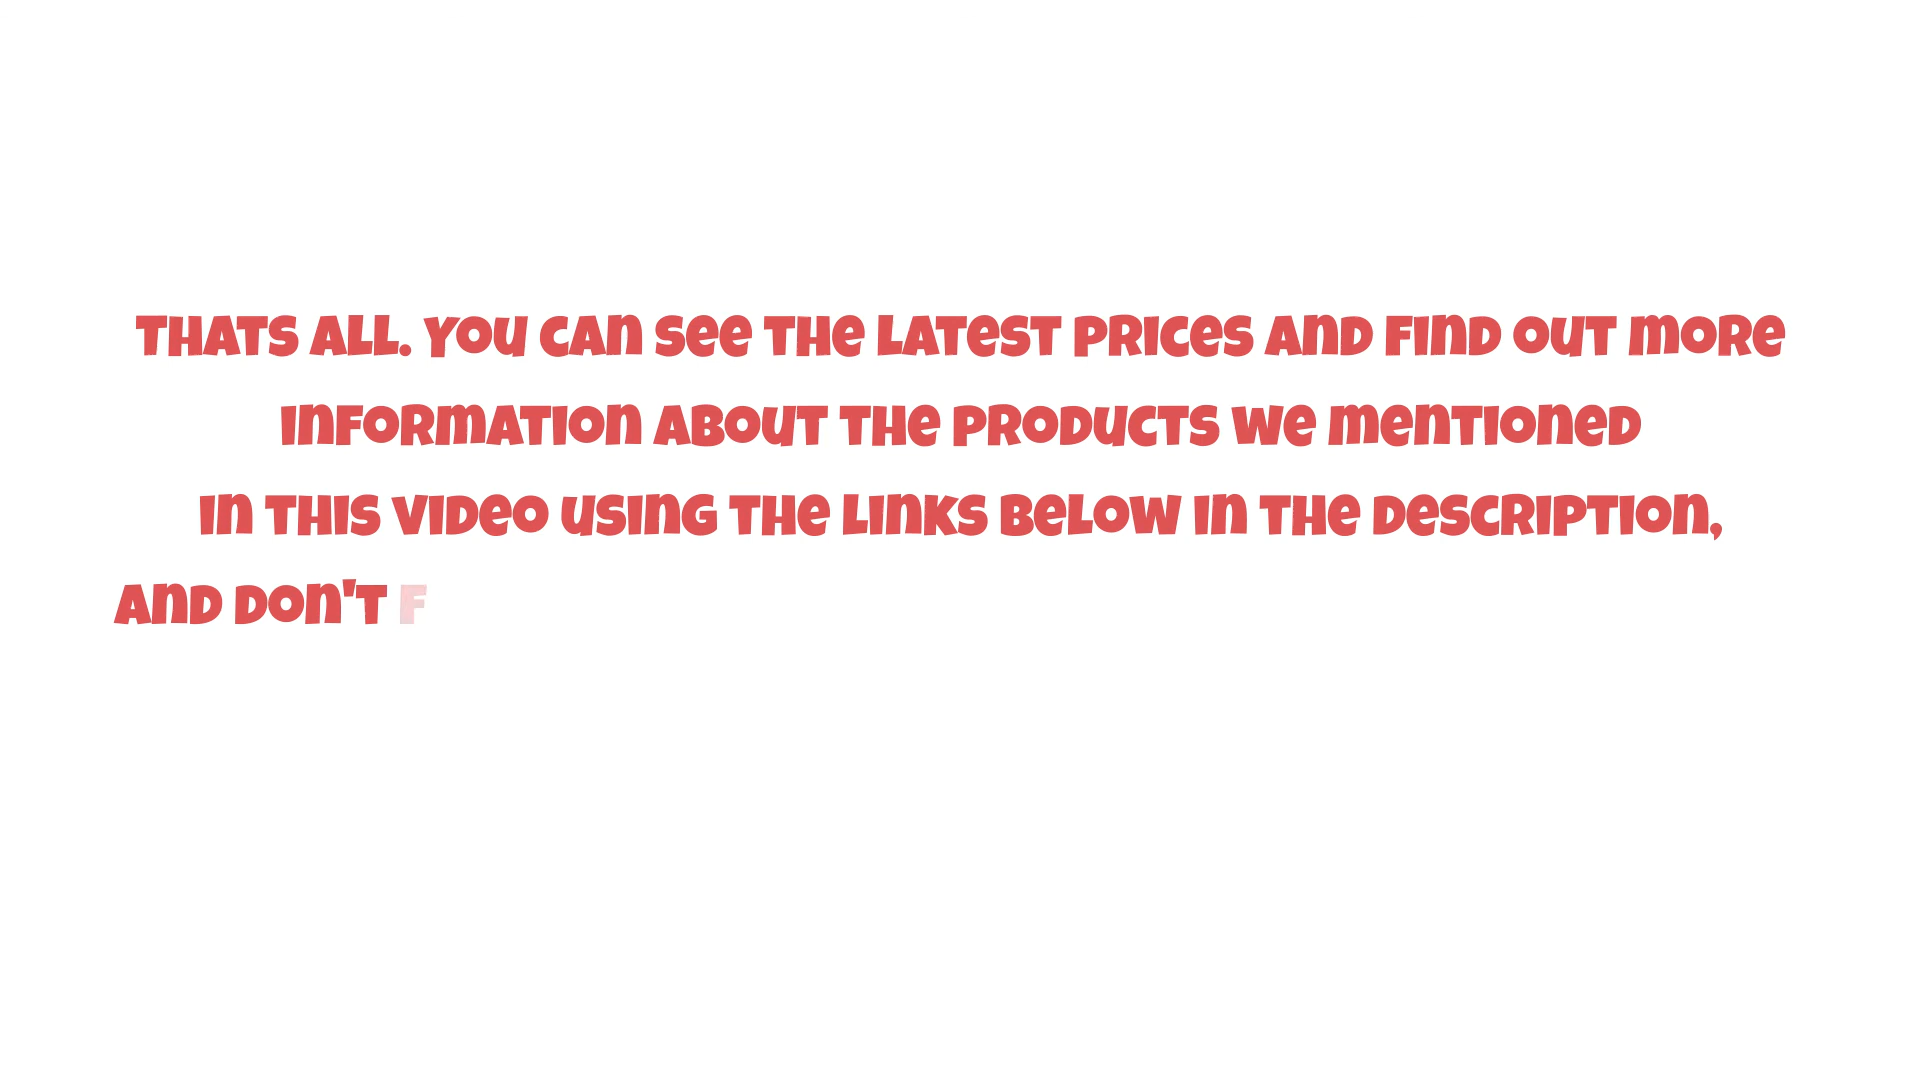 THATS ALL. YOU CAN SEE THE LATEST PRICES AND FIND OUT MORE
INFORMATION ABOUT THE PRODUCTS WE MENTIONED
IN THIS VIDEO USING THE LINKS BELOW IN THE DESCRIPTION,
AND DON'T F